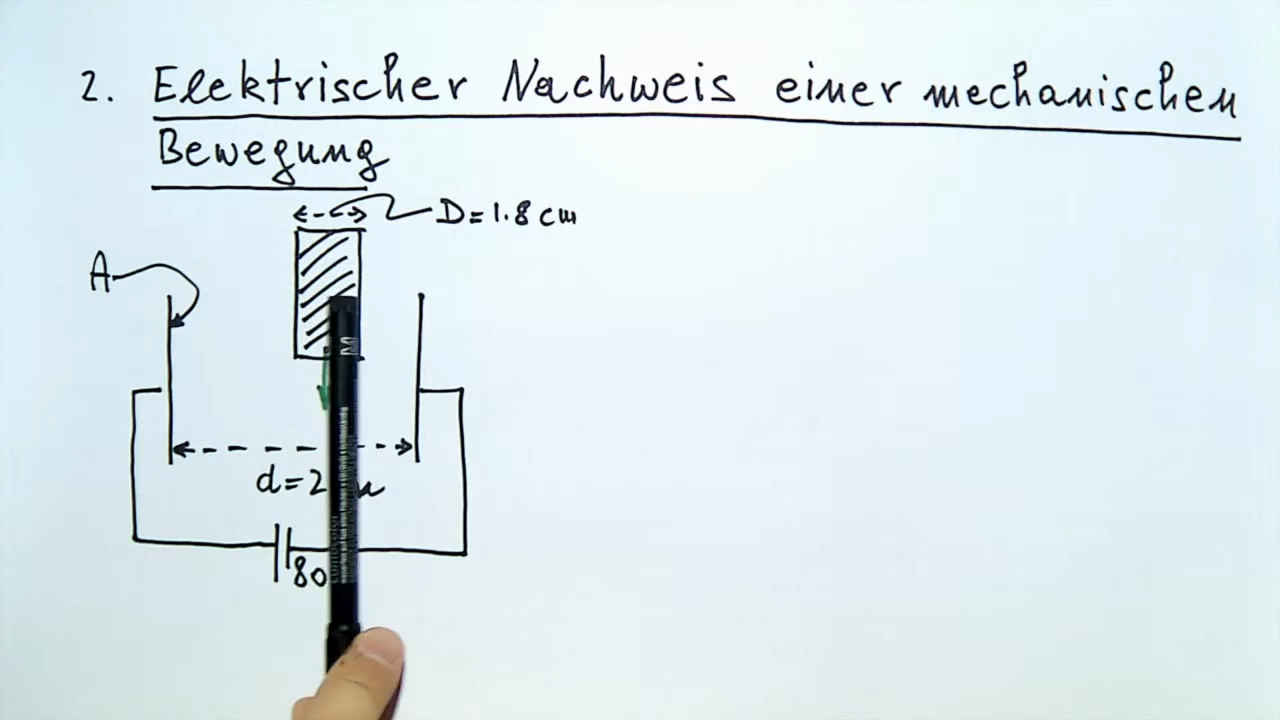 2. Elektrischer Nachweis einer mechanischen
Bewegung
D=1.8 cm
A
d=2
80
M